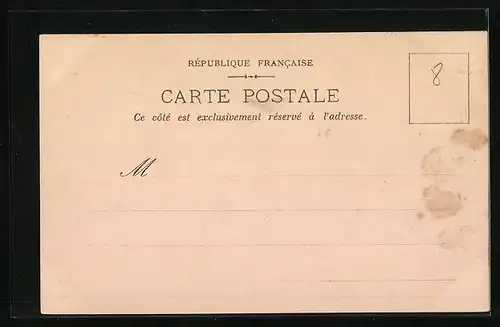 RÉPUBLIQUE FRANÇAISE
CARTE POSTALE
Ce côté est exclusivement réservé à l'adresse.
8
M